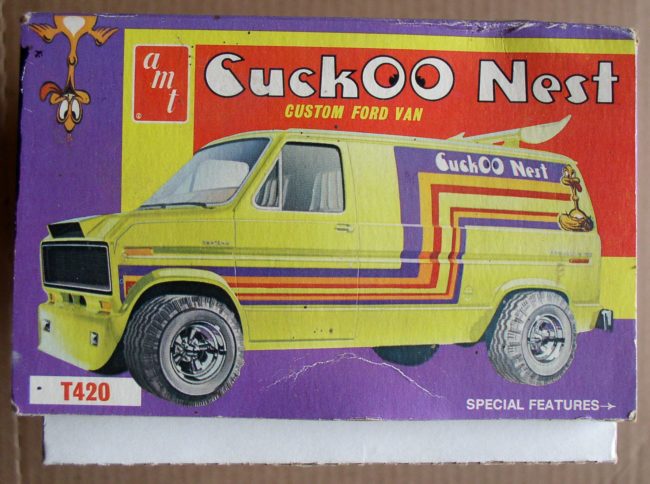 amt
®
CuckOO Nest
CUSTOM FORD VAN
CuckOO Nest
T420
SPECIAL FEATURES→